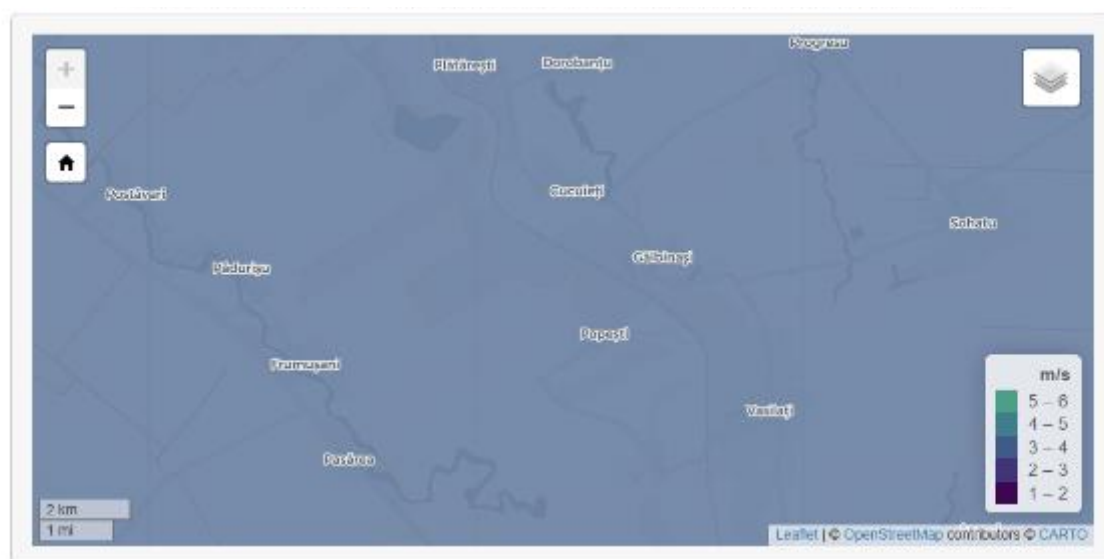 Progresu
Plătărești
Dorobanțu
+
−
Postăvari
Cucuieți
Sohatu
Gălbinași
Pădurișu
Popești
Frumușani
Vasilați
Pasărea
m/s
5 – 6
4 – 5
3 – 4
2 – 3
1 – 2
2 km
1 mi
Leaflet | © OpenStreetMap contributors © CARTO